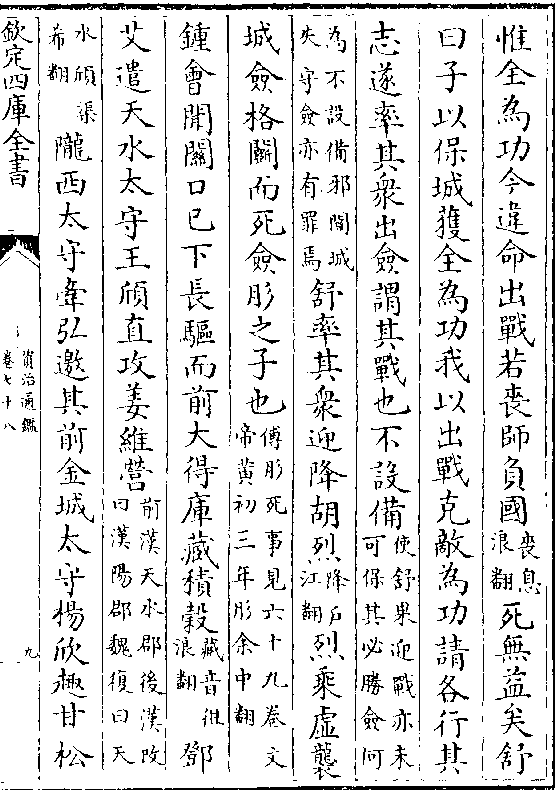 惟全為功今違命出戰若喪師負國喪息浪翻死無益矣舒
曰子以保城獲全為功我以出戰克敵為功請各行其
志遂率其衆出僉謂其戰也不設備使舒果迎戰亦未可保其必勝僉何
為不設備邪闇城失守僉亦有罪焉舒率其衆迎降胡烈降戶江翻烈乘虛襲
城僉格鬭而死僉肜之子也傅肜死事見六十九卷文帝黄初三年肜余中翻
鍾會聞關口已下長驅而前大得庫藏積穀藏音徂浪翻鄧
艾遣天水太守王頎直攻姜維營前漢天水郡後漢改曰漢陽郡魏復曰天
水頎渠希翻隴西太守牽弘邀其前金城太守楊欣趣甘松
欽定四庫全書
資治通鑑
卷七十八
九